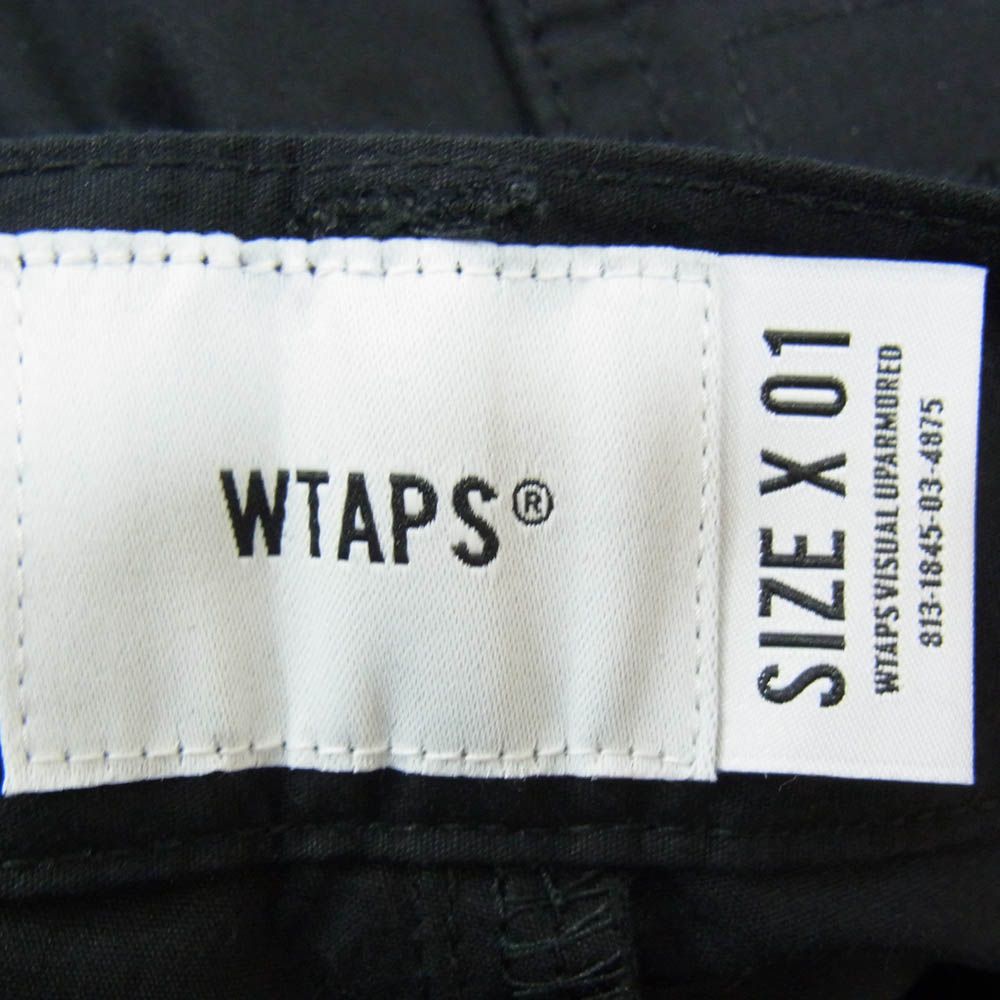 WTAPS®
SIZE X 01
WTAPS VISUAL UPARMORED
813-1845-03-4875